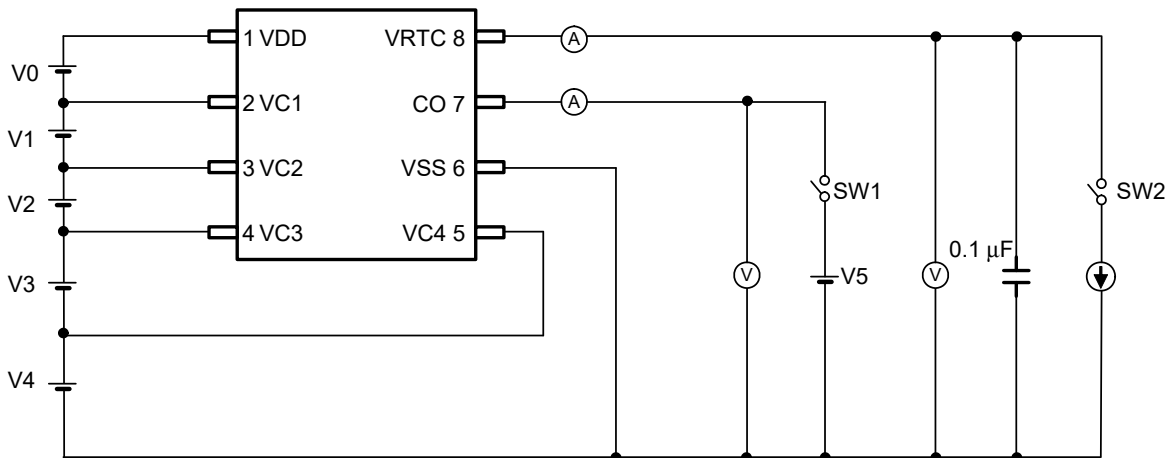 1 VDD
VRTC 8
A
V0
2 VC1
CO 7
A
V1
3 VC2
VSS 6
SW1
SW2
V2
4 VC3
VC4 5
V
V5
V
0.1 μF
V3
V4